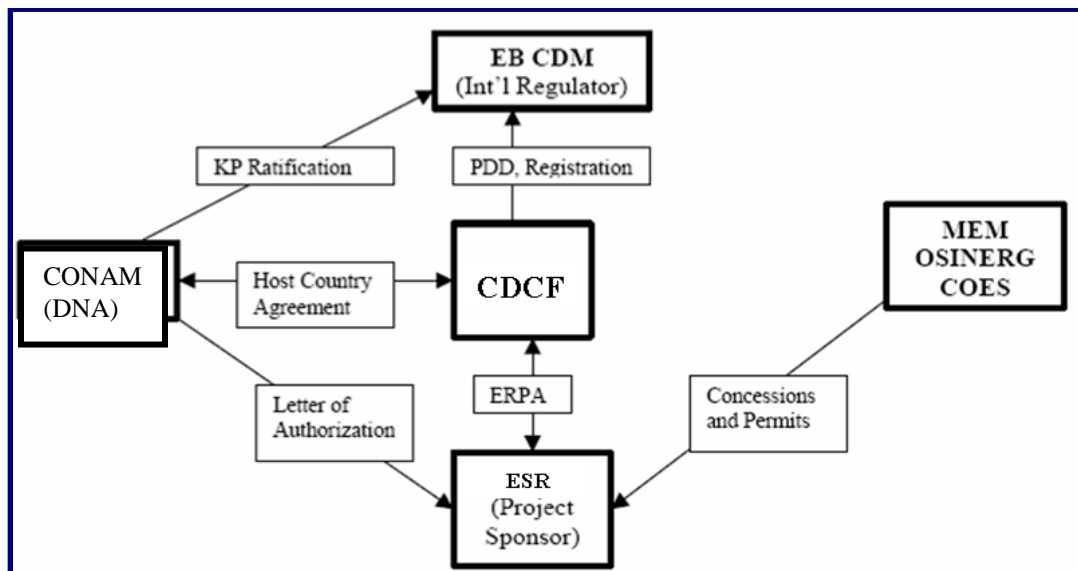 EB CDM
(Int'l Regulator)
KP Ratification
PDD, Registration
MEM
OSINERG
COES
CONAM
(DNA)
Host Country
Agreement
CDCF
Letter of
Authorization
ERPA
Concessions
and Permits
ESR
(Project
Sponsor)